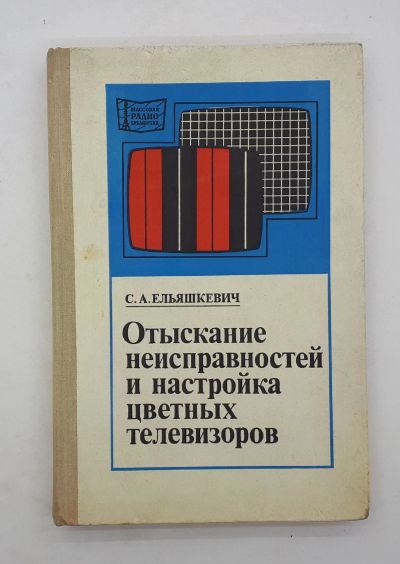 МАССОВАЯ
РАДИО
БИБЛИОТЕКА
С. А. ЕЛЬЯШКЕВИЧ
Отыскание
неисправностей
и настройка
цветных
телевизоров